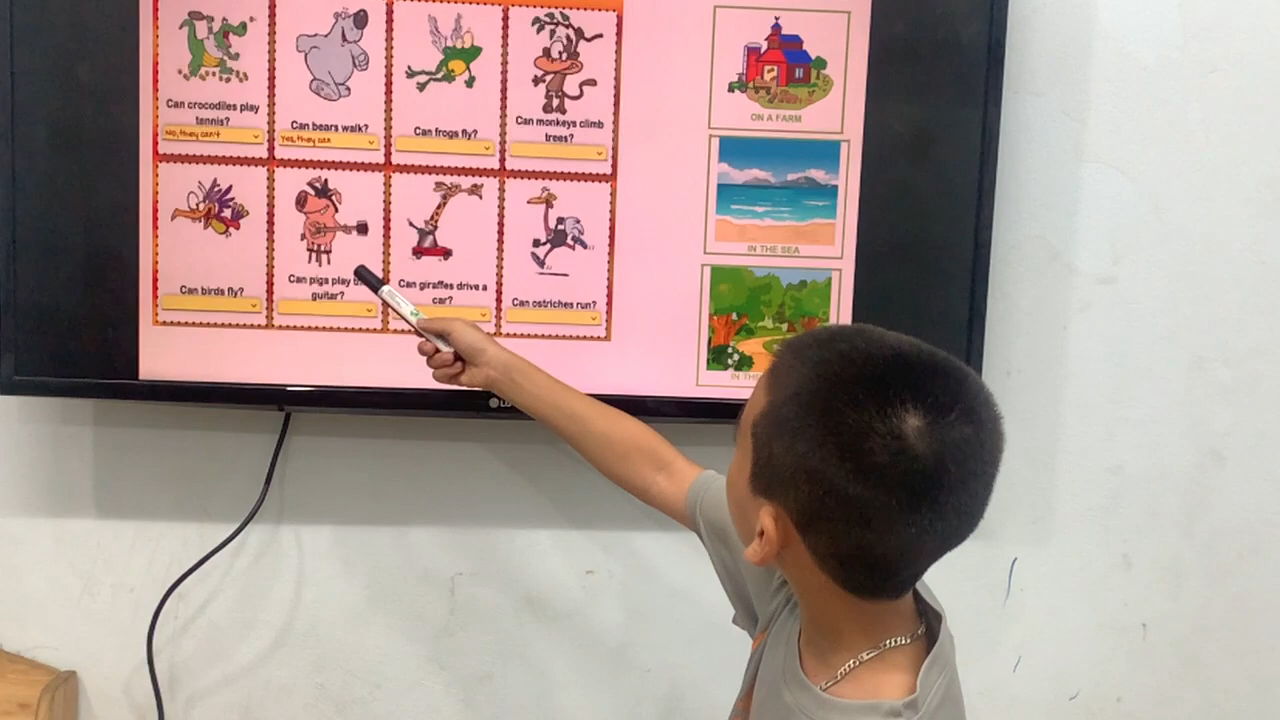 Can crocodiles play
tennis?
No, they can't
Can bears walk?
Yes, they can
Can frogs fly?
Can monkeys climb
trees?
Can birds fly?
Can pigs play
guitar?
Can giraffes drive a
car?
Can ostriches run?
ON A FARM
IN THE SEA
IN